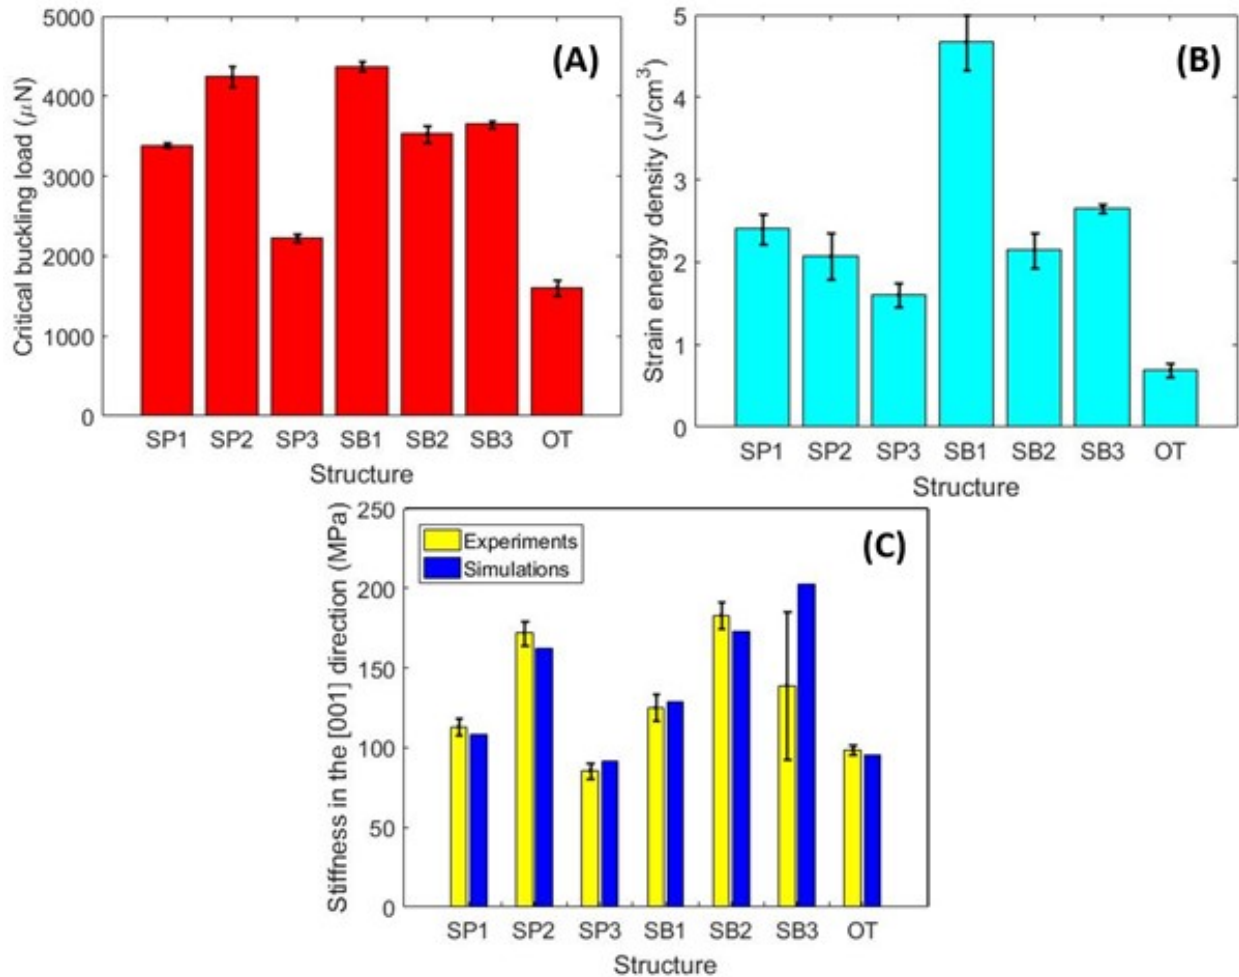 (A)
Critical buckling load (μN)
5000
4000
3000
2000
1000
0
SP1 SP2 SP3 SB1 SB2 SB3 OT
Structure
(B)
Strain energy density (J/cm³)
5
4
3
2
1
0
SP1 SP2 SP3 SB1 SB2 SB3 OT
Structure
(C)
Stiffness in the [001] direction (MPa)
250
200
150
100
50
0
Experiments
Simulations
SP1 SP2 SP3 SB1 SB2 SB3 OT
Structure